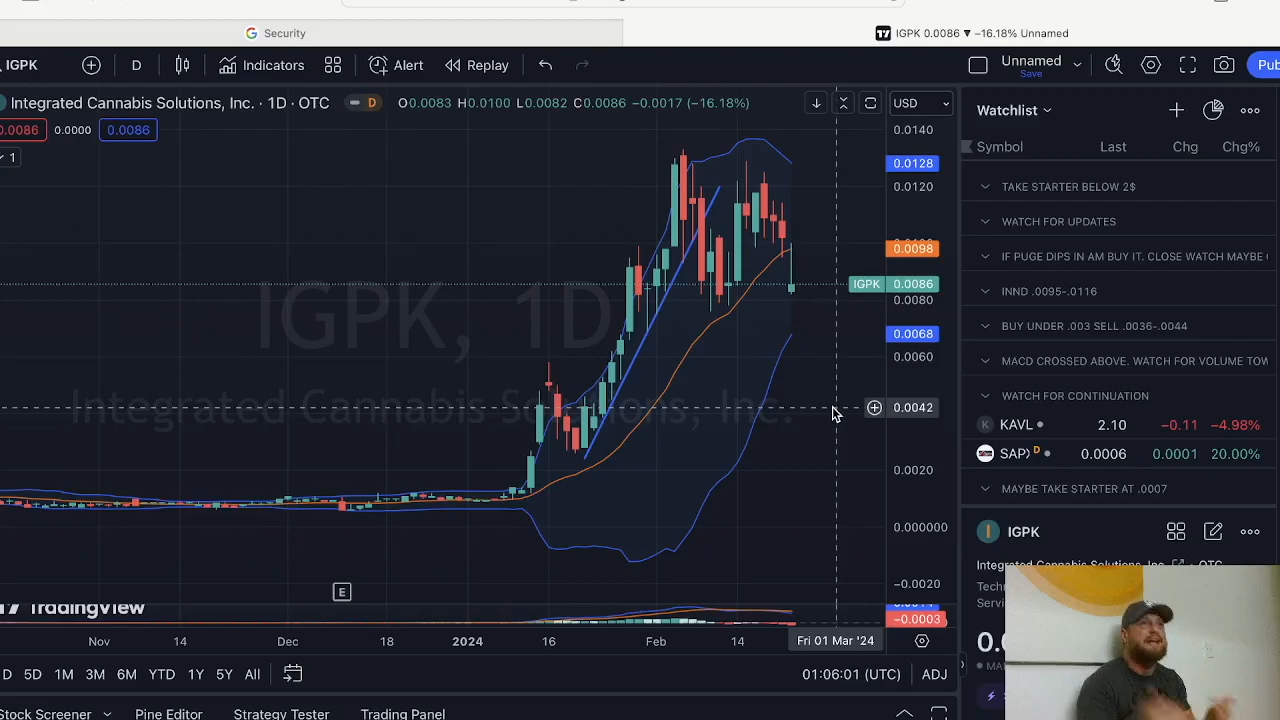 Security
IGPK 0.0086 ▼ −16.18% Unnamed
IGPK
D
Indicators
Alert
Replay
Unnamed
Save
Pub
Integrated Cannabis Solutions, Inc. · 1D · OTC
D
O0.0083 H0.0100 L0.0082 C0.0086 −0.0017 (−16.18%)
USD
0.0086
0.0000
0.0086
1
0.0140
0.0128
0.0120
0.0098
IGPK
0.0086
0.0080
0.0068
0.0060
0.0042
0.0020
0.000000
−0.0020
−0.0003
IGPK, 1D
Integrated Cannabis Solutions, Inc.
E
TradingView
Nov
14
Dec
18
2024
16
Feb
14
Fri 01 Mar '24
D
5D
1M
3M
6M
YTD
1Y
5Y
All
01:06:01 (UTC)
ADJ
Stock Screener
Pine Editor
Strategy Tester
Trading Panel
Watchlist
Symbol
Last
Chg
Chg%
TAKE STARTER BELOW 2$
WATCH FOR UPDATES
IF PUGE DIPS IN AM BUY IT. CLOSE WATCH MAYBE
INND .0095-.0116
BUY UNDER .003 SELL .0036-.0044
MACD CROSSED ABOVE. WATCH FOR VOLUME TOW
WATCH FOR CONTINUATION
K KAVL 2.10 −0.11 −4.98%
SAP D 0.0006 0.0001 20.00%
MAYBE TAKE STARTER AT .0007
I IGPK
Integrated Cannabis Solutions, Inc. OTC